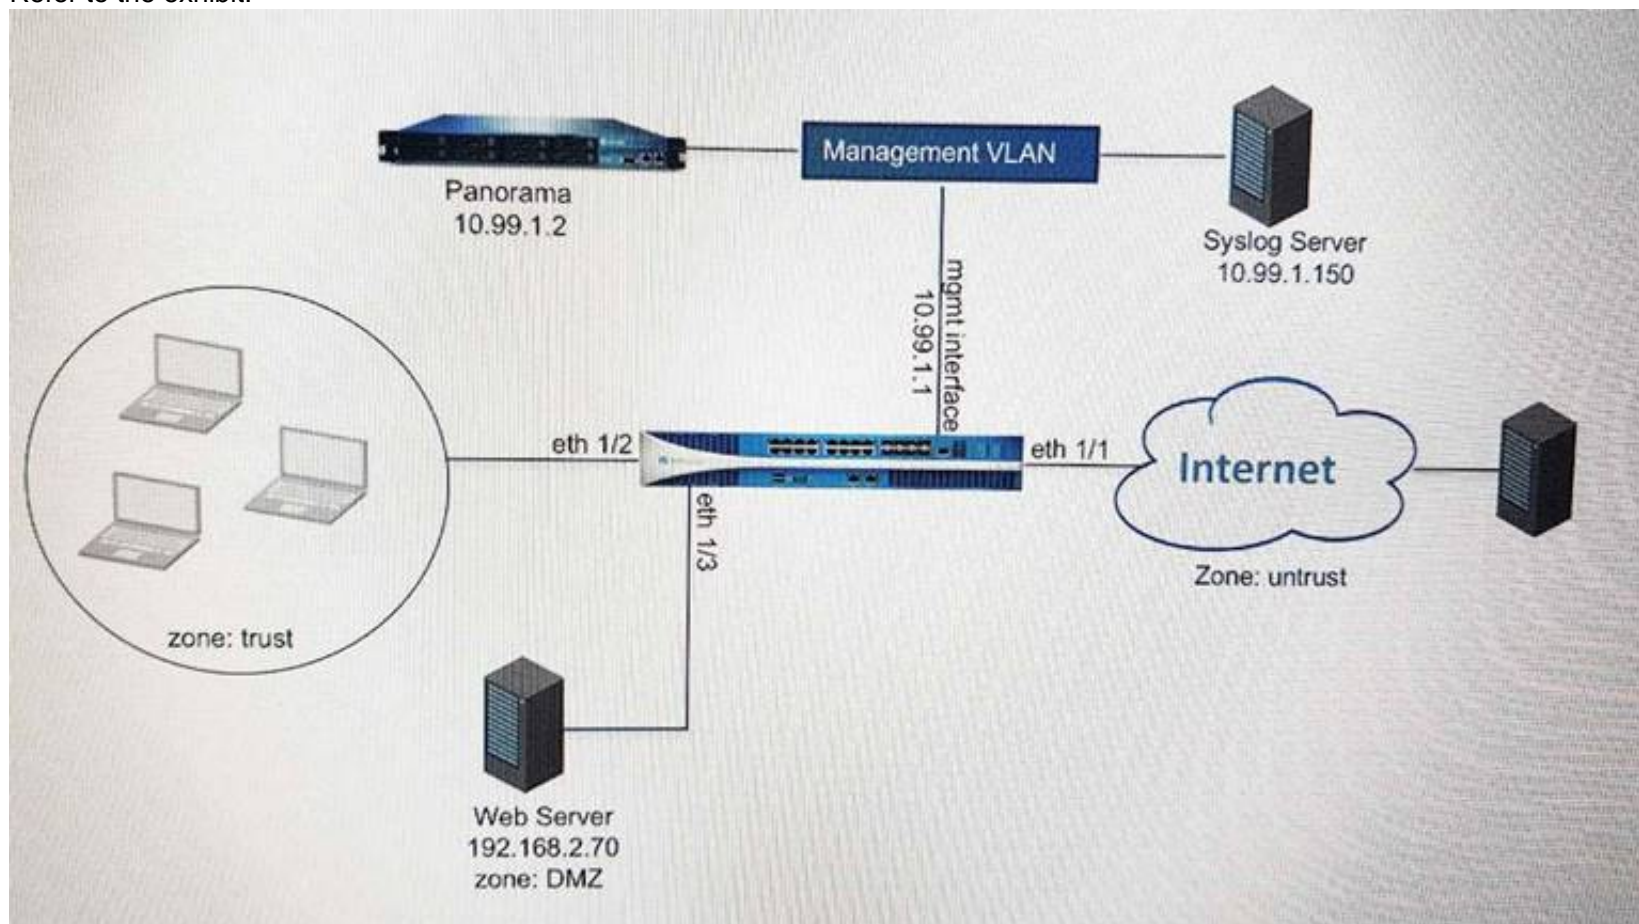 Refer to the exhibit.
Panorama
10.99.1.2
Management VLAN
Syslog Server
10.99.1.150
mgmt interface
10.99.1.1
eth 1/2
eth 1/1
eth 1/3
Internet
Zone: untrust
zone: trust
Web Server
192.168.2.70
zone: DMZ